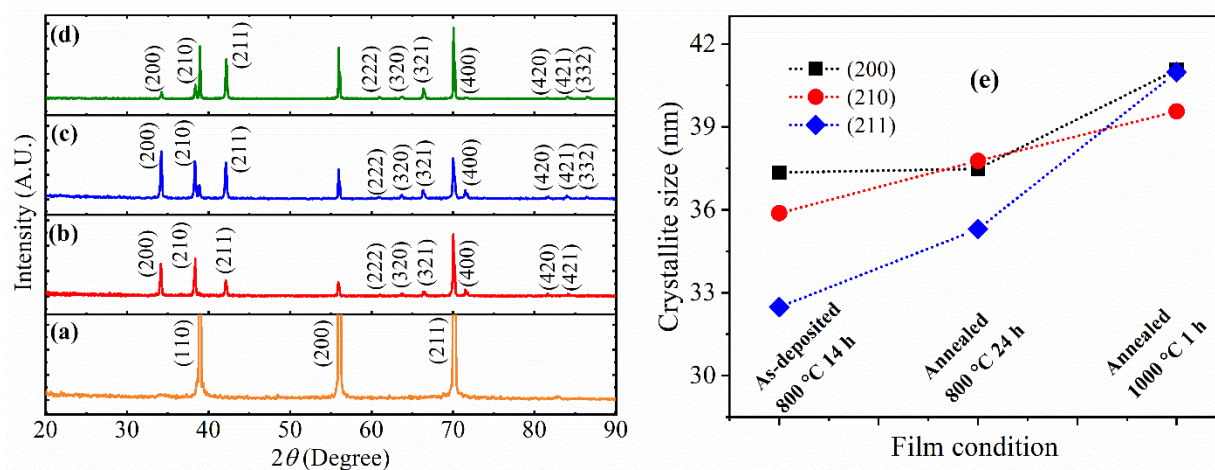 (d)
(200)
(210)
(211)
(222)
(320)
(321)
(400)
(420)
(421)
(332)
(c)
(200)
(210)
(211)
(222)
(320)
(321)
(400)
(420)
(421)
(332)
(b)
(200)
(210)
(211)
(222)
(320)
(321)
(400)
(420)
(421)
(a)
(110)
(200)
(211)
Intensity (A.U.)
20 30 40 50 60 70 80 90
2θ (Degree)
(e)
(200)
(210)
(211)
Crystallite size (nm)
42
39
36
33
30
As-deposited
800 °C 14 h
Annealed
800 °C 24 h
Annealed
1000 °C 1 h
Film condition